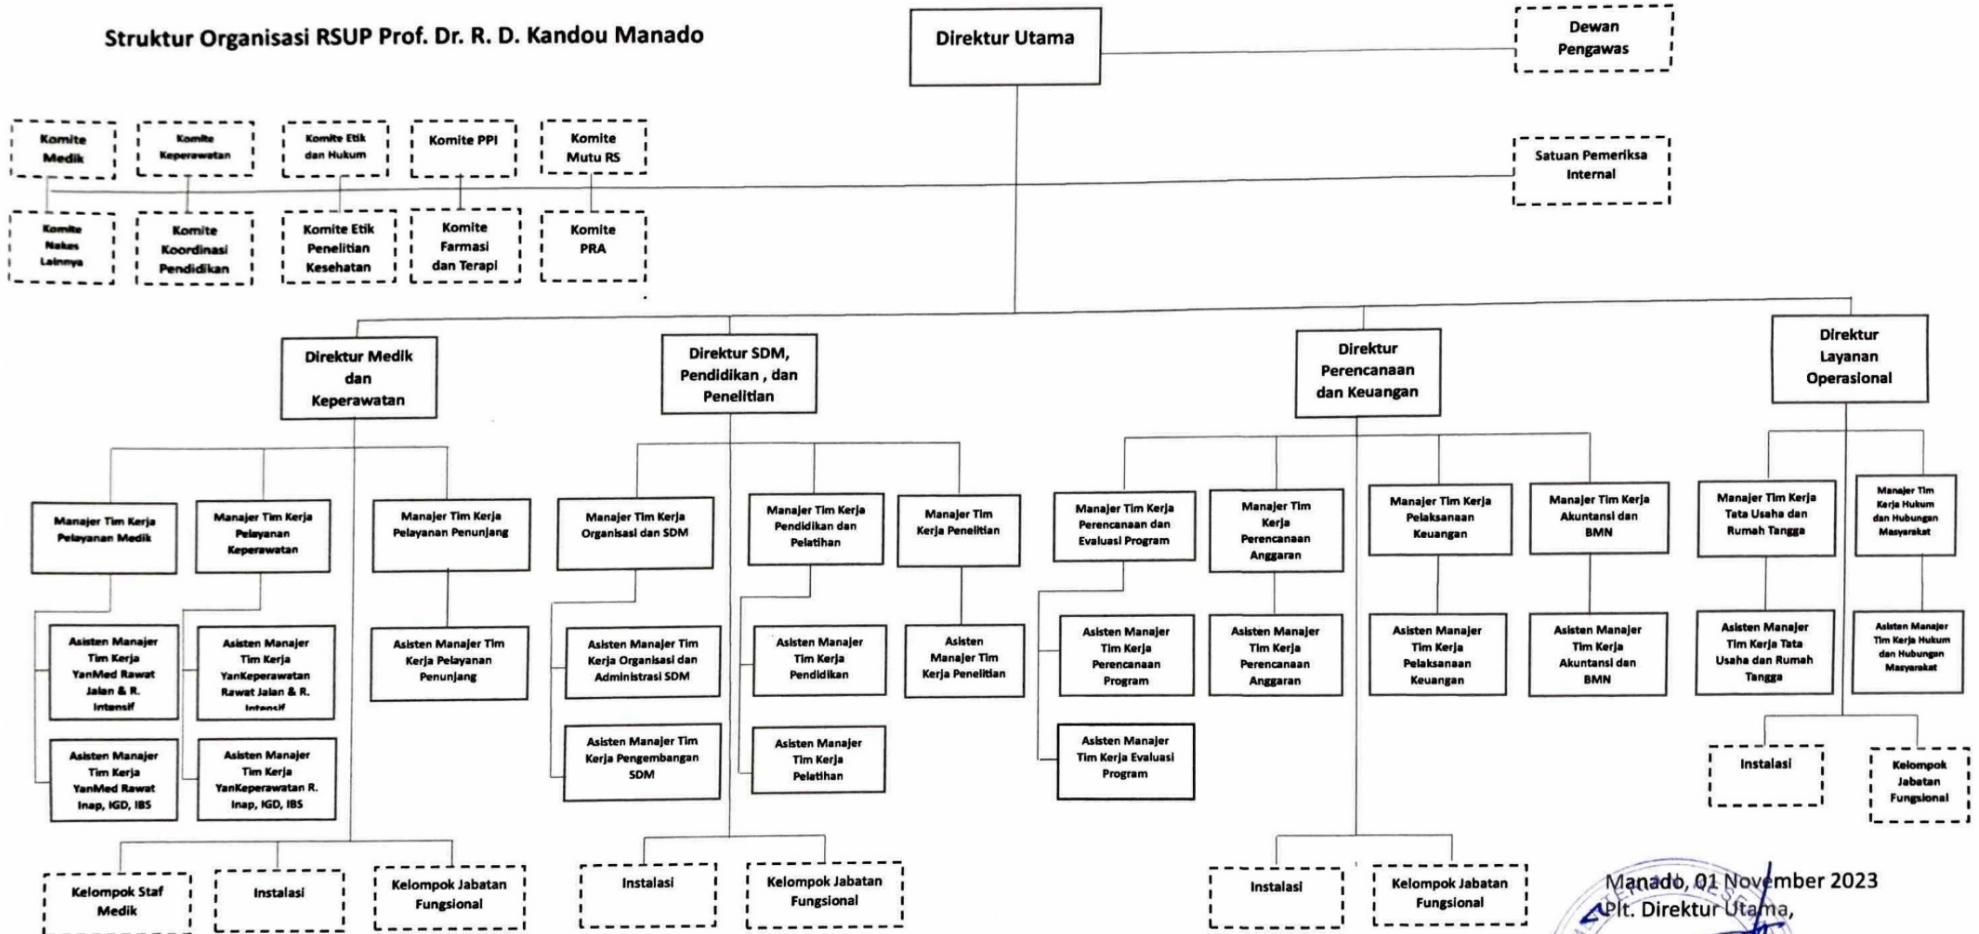 Struktur Organisasi RSUP Prof. Dr. R. D. Kandou Manado
Direktur Utama
Dewan
Pengawas
Komite
Medik
Komite
Keperawatan
Komite Etik
dan Hukum
Komite PPI
Komite
Mutu RS
Satuan Pemeriksa
Internal
Komite
Nakes
Lainnya
Komite
Koordinasi
Pendidikan
Komite Etik
Penelitian
Kesehatan
Komite
Farmasi
dan Terapi
Komite
PRA
Direktur Medik
dan
Keperawatan
Direktur SDM,
Pendidikan , dan
Penelitian
Direktur
Perencanaan
dan Keuangan
Direktur
Layanan
Operasional
Manajer Tim Kerja
Pelayanan Medik
Manajer Tim Kerja
Pelayanan
Keperawatan
Manajer Tim Kerja
Pelayanan Penunjang
Manajer Tim Kerja
Organisasi dan SDM
Manajer Tim Kerja
Pendidikan dan
Pelatihan
Manajer Tim
Kerja Penelitian
Manajer Tim Kerja
Perencanaan dan
Evaluasi Program
Manajer Tim
Kerja
Perencanaan
Anggaran
Manajer Tim Kerja
Pelaksanaan
Keuangan
Manajer Tim Kerja
Akuntansi dan
BMN
Manajer Tim Kerja
Tata Usaha dan
Rumah Tangga
Manajer Tim
Kerja Hukum
dan Hubungan
Masyarakat
Asisten Manajer
Tim Kerja
YanMed Rawat
Jalan & R.
Intensif
Asisten Manajer
Tim Kerja
YanKeperawatan
Rawat Jalan & R.
Intensif
Asisten Manajer Tim
Kerja Pelayanan
Penunjang
Asisten Manajer Tim
Kerja Organisasi dan
Administrasi SDM
Asisten Manajer
Tim Kerja
Pendidikan
Asisten
Manajer Tim
Kerja Penelitian
Asisten Manajer
Tim Kerja
Perencanaan
Program
Asisten Manajer
Tim Kerja
Perencanaan
Anggaran
Asisten Manajer
Tim Kerja
Pelaksanaan
Keuangan
Asisten Manajer
Tim Kerja
Akuntansi dan
BMN
Asisten Manajer
Tim Kerja Tata
Usaha dan Rumah
Tangga
Asisten Manajer
Tim Kerja Hukum
dan Hubungan
Masyarakat
Asisten Manajer
Tim Kerja
YanMed Rawat
Inap, IGD, IBS
Asisten Manajer
Tim Kerja
YanKeperawatan R.
Inap, IGD, IBS
Asisten Manajer Tim
Kerja Pengembangan
SDM
Asisten Manajer
Tim Kerja
Pelatihan
Asisten Manajer
Tim Kerja Evaluasi
Program
Instalasi
Kelompok
Jabatan
Fungsional
Kelompok Staf
Medik
Instalasi
Kelompok Jabatan
Fungsional
Instalasi
Kelompok Jabatan
Fungsional
Instalasi
Kelompok Jabatan
Fungsional
Manado, 01 November 2023
Plt. Direktur Utama,